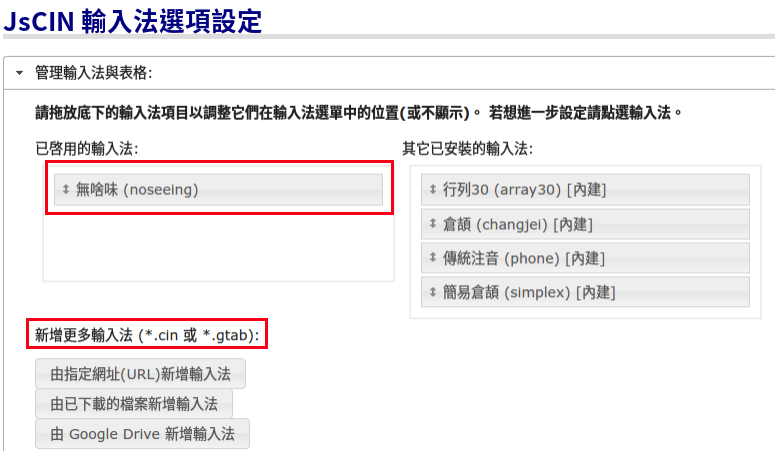 JsCIN 輸入法選項設定
管理輸入法與表格:
請拖放底下的輸入法項目以調整它們在輸入法選單中的位置(或不顯示)。 若想進一步設定請點選輸入法。
已啓用的輸入法:
無啥味 (noseeing)
其它已安裝的輸入法:
行列30 (array30) [內建]
倉頡 (changjei) [內建]
傳統注音 (phone) [內建]
簡易倉頡 (simplex) [內建]
新增更多輸入法 (*.cin 或 *.gtab):
由指定網址(URL)新增輸入法
由已下載的檔案新增輸入法
由 Google Drive 新增輸入法